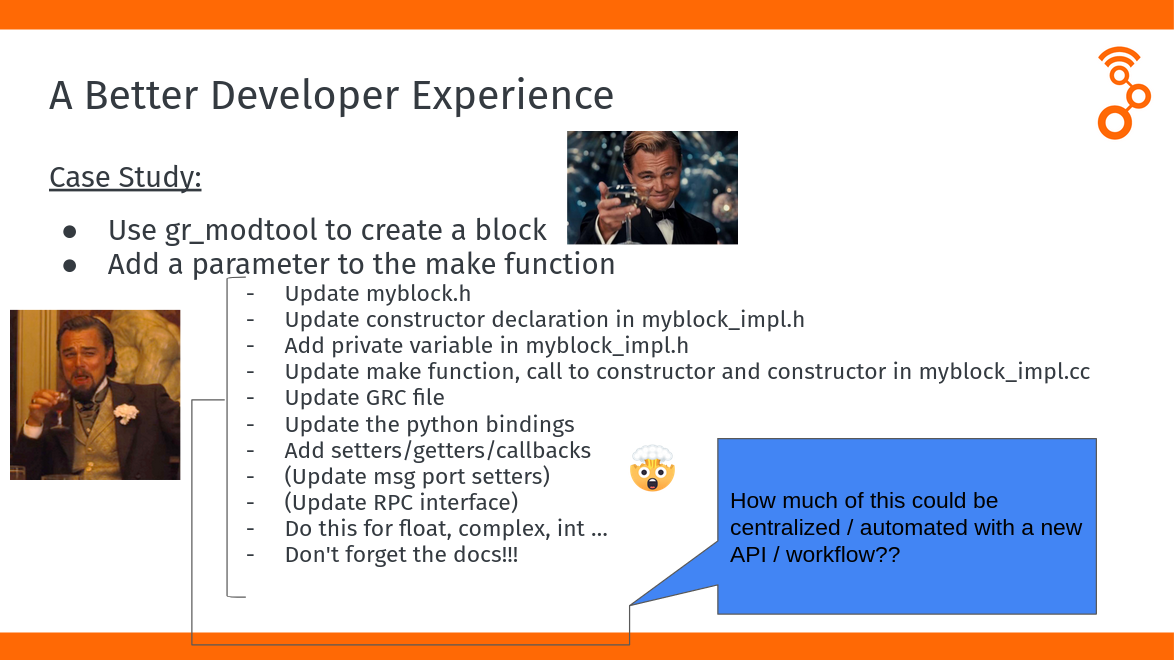 A Better Developer Experience
Case Study:
● Use gr_modtool to create a block
● Add a parameter to the make function
- Update myblock.h
- Update constructor declaration in myblock_impl.h
- Add private variable in myblock_impl.h
- Update make function, call to constructor and constructor in myblock_impl.cc
- Update GRC file
- Update the python bindings
- Add setters/getters/callbacks
- (Update msg port setters)
- (Update RPC interface)
- Do this for float, complex, int ...
- Don't forget the docs!!!
How much of this could be
centralized / automated with a new
API / workflow??